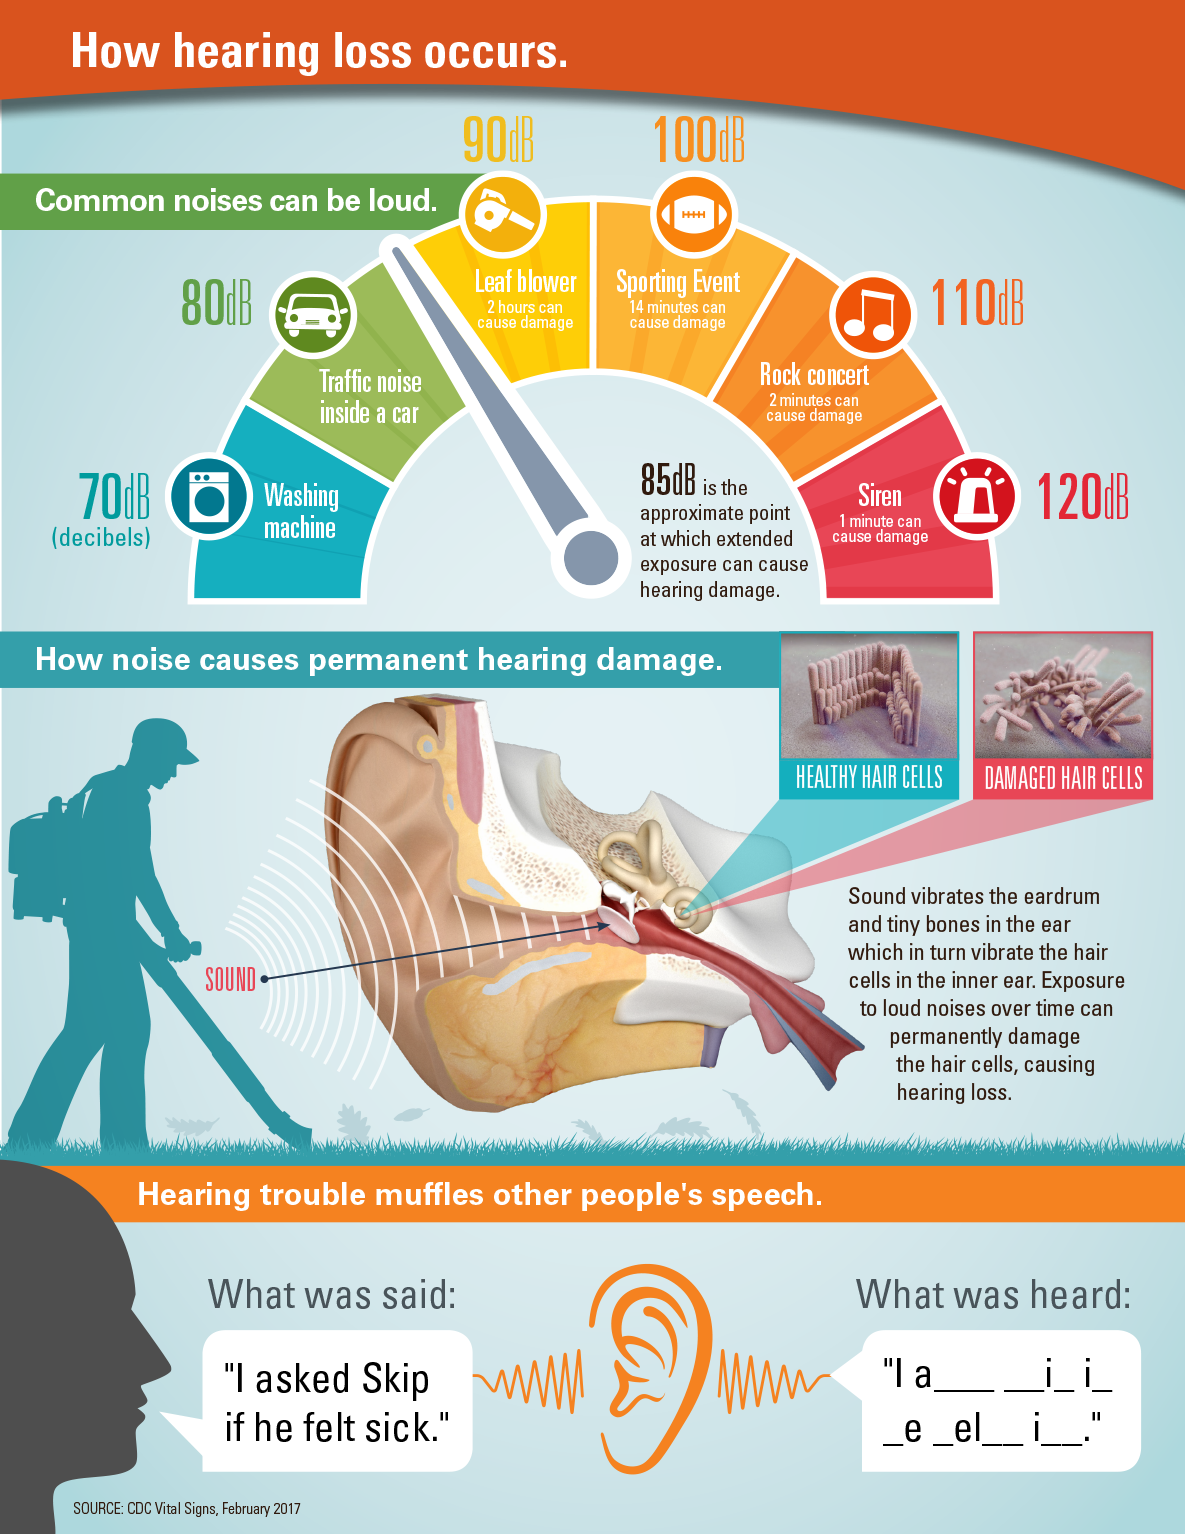 How hearing loss occurs.
Common noises can be loud.
70dB
(decibels)
Washing
machine
80dB
Traffic noise
inside a car
90dB
Leaf blower
2 hours can
cause damage
100dB
Sporting Event
14 minutes can
cause damage
110dB
Rock concert
2 minutes can
cause damage
120dB
Siren
1 minute can
cause damage
85dB is the
approximate point
at which extended
exposure can cause
hearing damage.
How noise causes permanent hearing damage.
HEALTHY HAIR CELLS
DAMAGED HAIR CELLS
SOUND
Sound vibrates the eardrum
and tiny bones in the ear
which in turn vibrate the hair
cells in the inner ear. Exposure
to loud noises over time can
permanently damage
the hair cells, causing
hearing loss.
Hearing trouble muffles other people's speech.
What was said:
"I asked Skip
if he felt sick."
What was heard:
"I a___ __i_ i_
_e _el__ i__."
SOURCE: CDC Vital Signs, February 2017